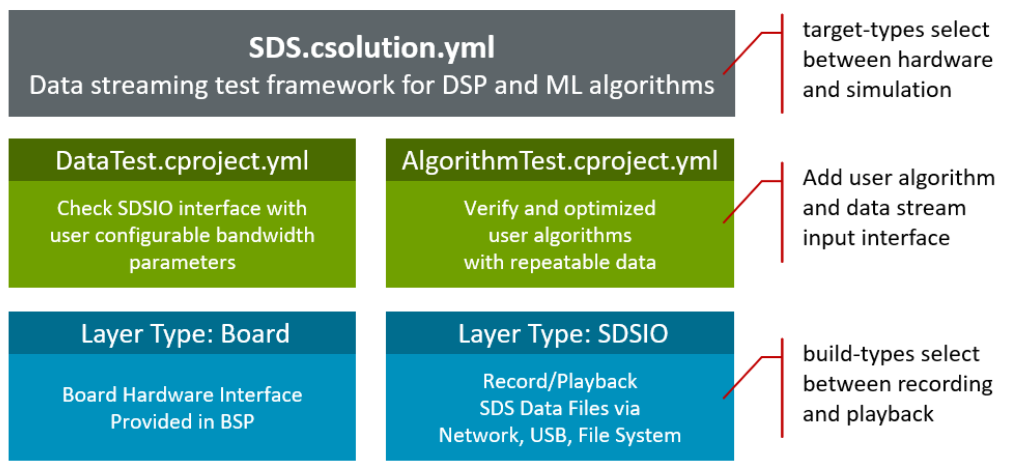 SDS.csolution.yml
Data streaming test framework for DSP and ML algorithms
target-types select
between hardware
and simulation
DataTest.cproject.yml
Check SDSIO interface with
user configurable bandwidth
parameters
AlgorithmTest.cproject.yml
Verify and optimized
user algorithms
with repeatable data
Add user algorithm
and data stream
input interface
Layer Type: Board
Board Hardware Interface
Provided in BSP
Layer Type: SDSIO
Record/Playback
SDS Data Files via
Network, USB, File System
build-types select
between recording
and playback